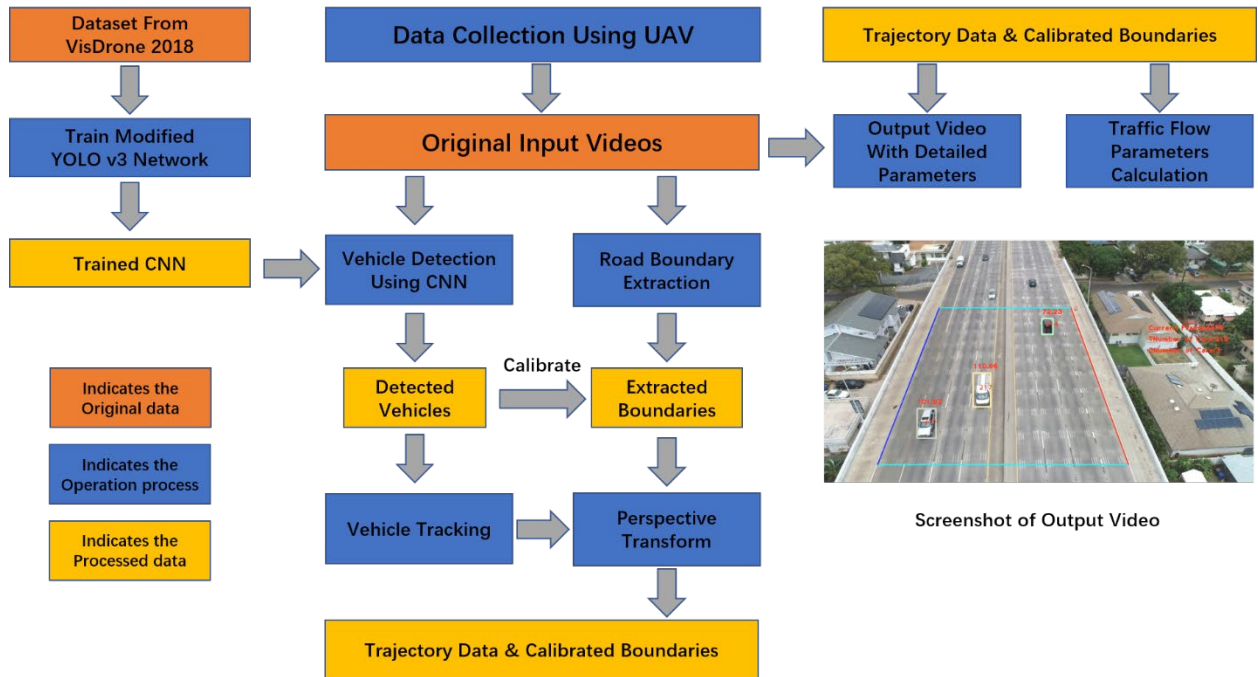 Dataset From
VisDrone 2018
Train Modified
YOLO v3 Network
Trained CNN
Indicates the
Original data
Indicates the
Operation process
Indicates the
Processed data
Data Collection Using UAV
Original Input Videos
Vehicle Detection
Using CNN
Road Boundary
Extraction
Calibrate
Detected
Vehicles
Extracted
Boundaries
Vehicle Tracking
Perspective
Transform
Trajectory Data & Calibrated Boundaries
Trajectory Data & Calibrated Boundaries
Output Video
With Detailed
Parameters
Traffic Flow
Parameters
Calculation
72.23
Screenshot of Output Video